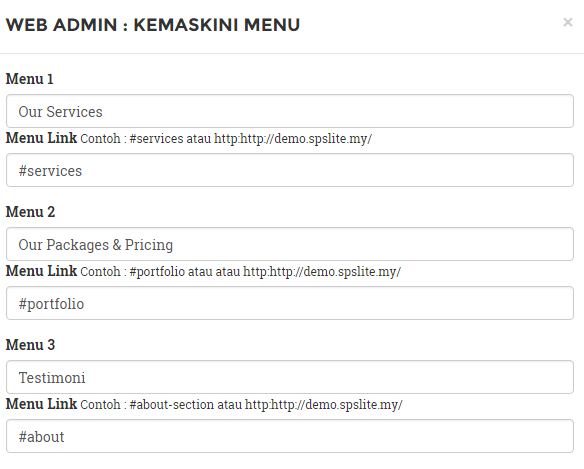 WEB ADMIN : KEMASKINI MENU ×
Menu 1
Our Services
Menu Link Contoh : #services atau http:http://demo.spslite.my/
#services
Menu 2
Our Packages & Pricing
Menu Link Contoh : #portfolio atau atau http:http://demo.spslite.my/
#portfolio
Menu 3
Testimoni
Menu Link Contoh : #about-section atau http:http://demo.spslite.my/
#about